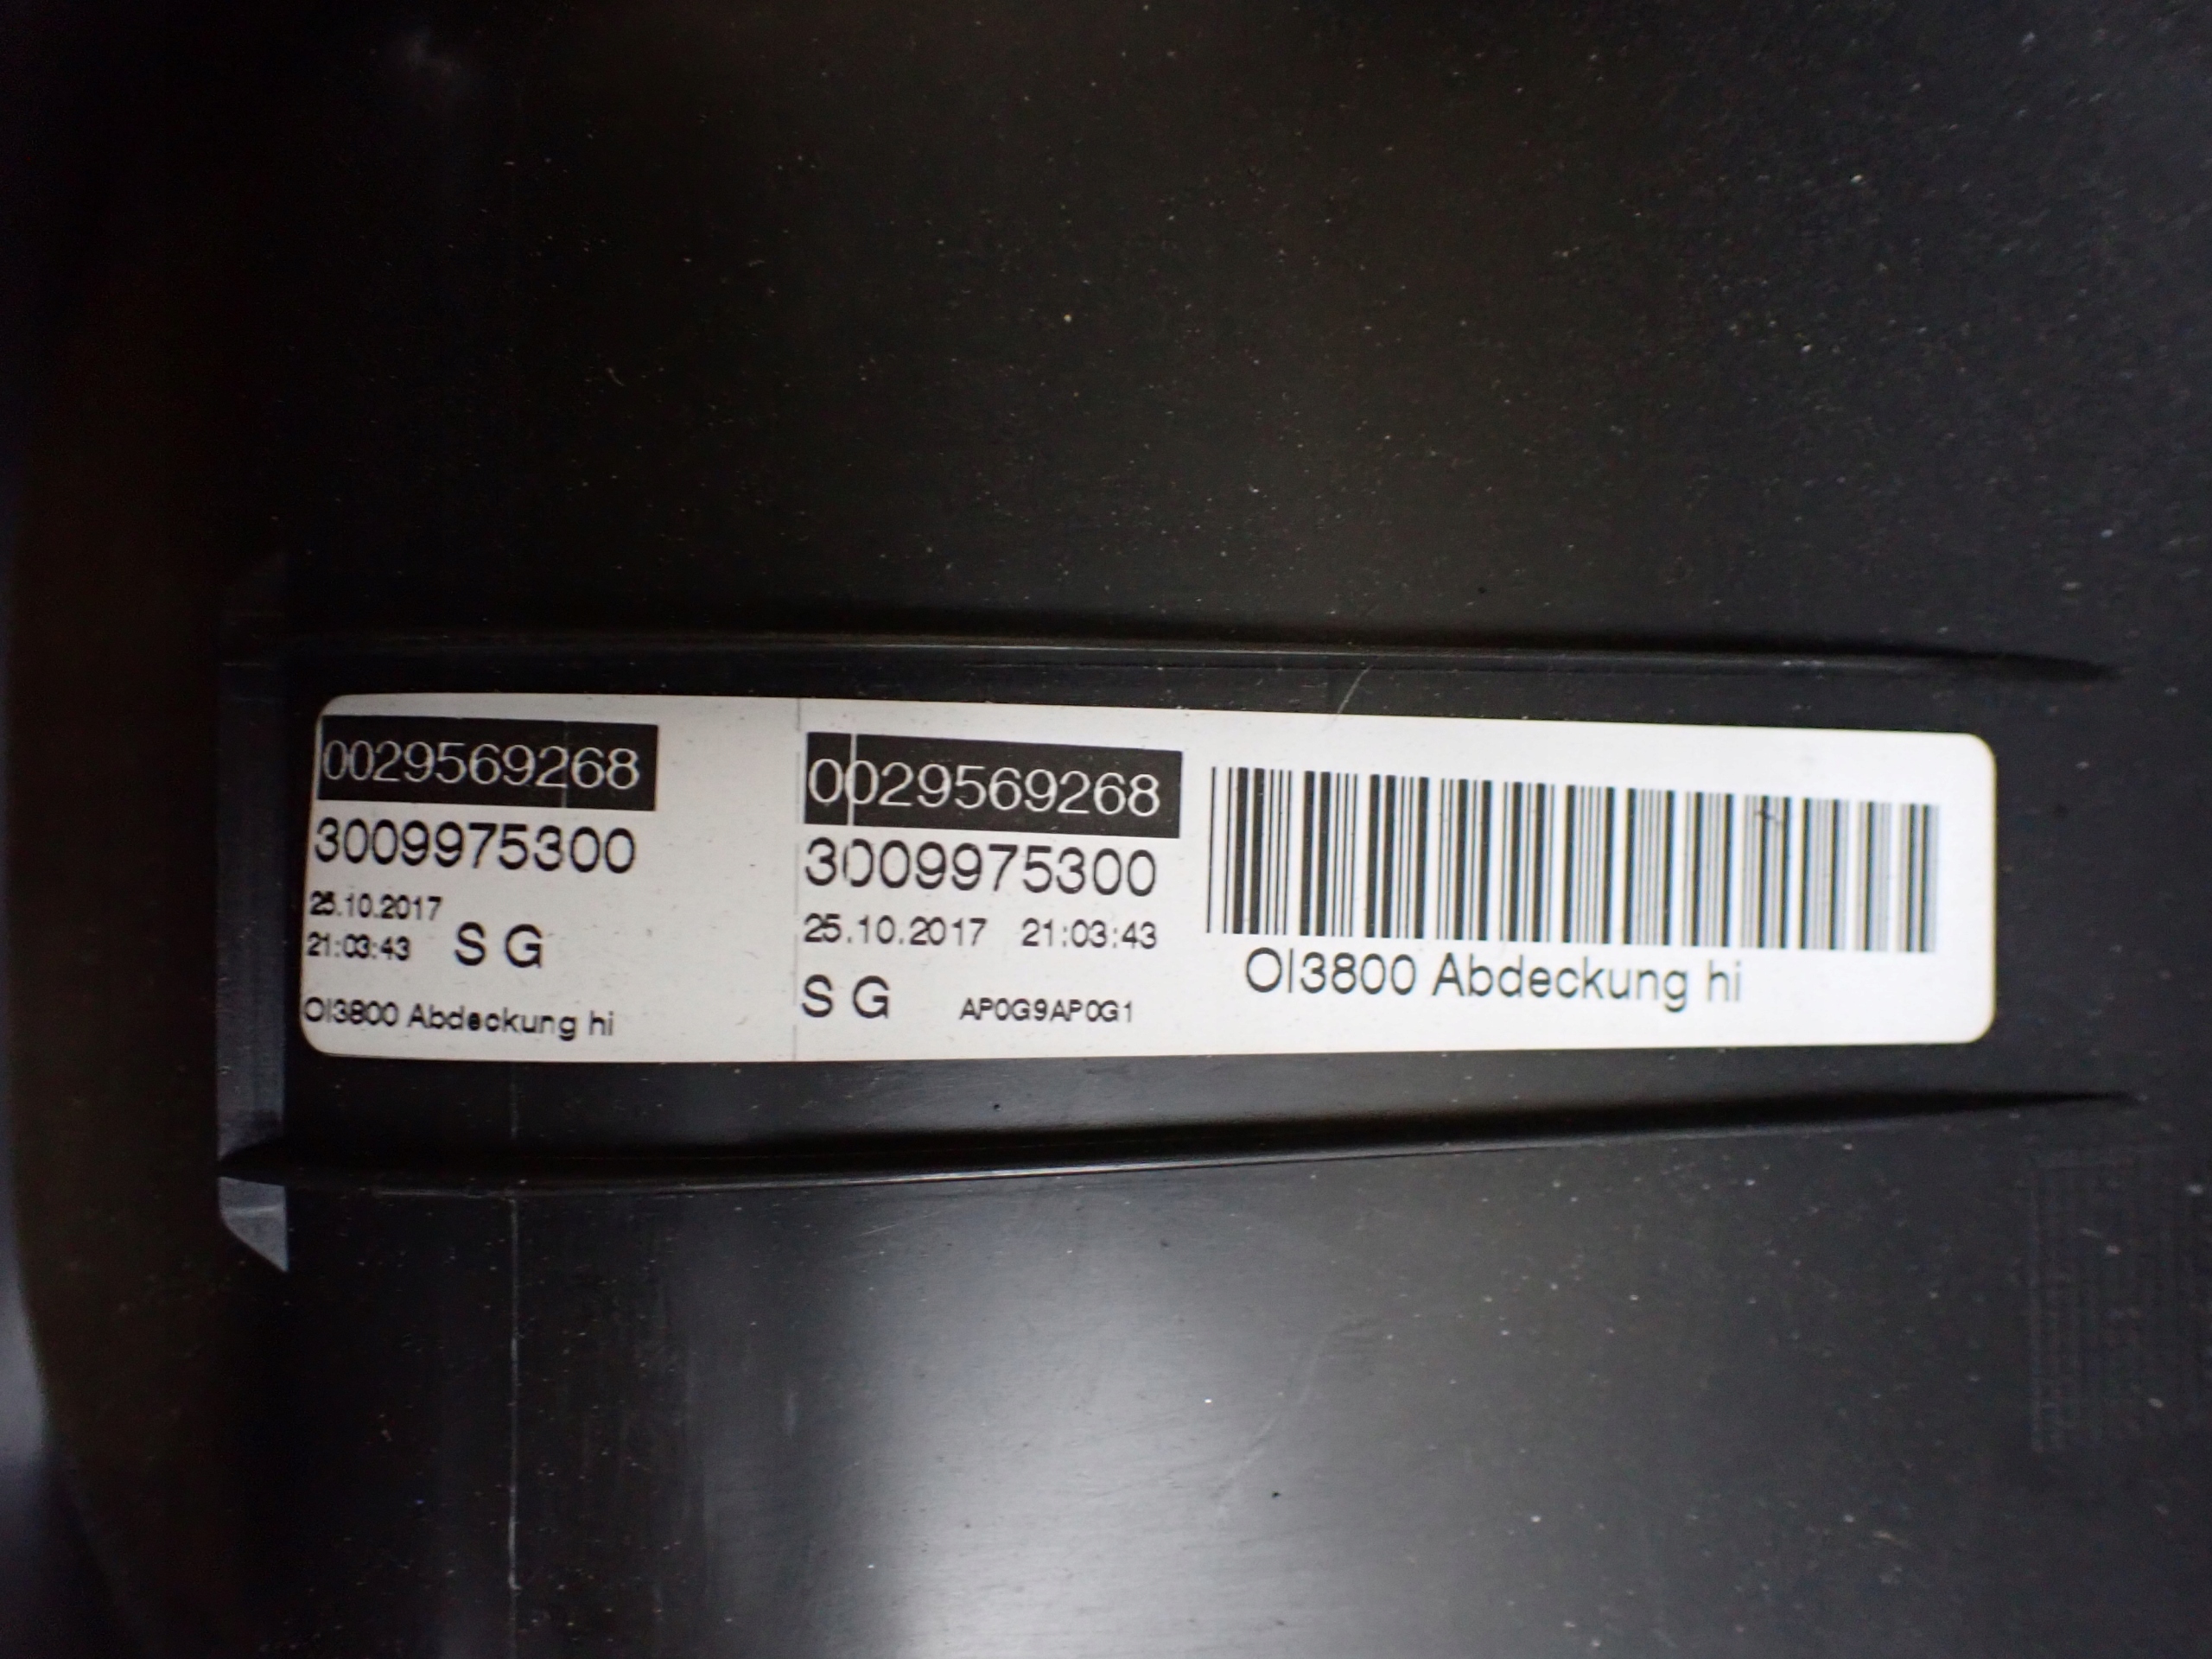 0029569268
3009975300
25.10.2017
21:03:43 S G
OI3800 Abdeckung hi
0029569268
3009975300
25.10.2017 21:03:43
S G AP0G9AP0G1
OI3800 Abdeckung hi